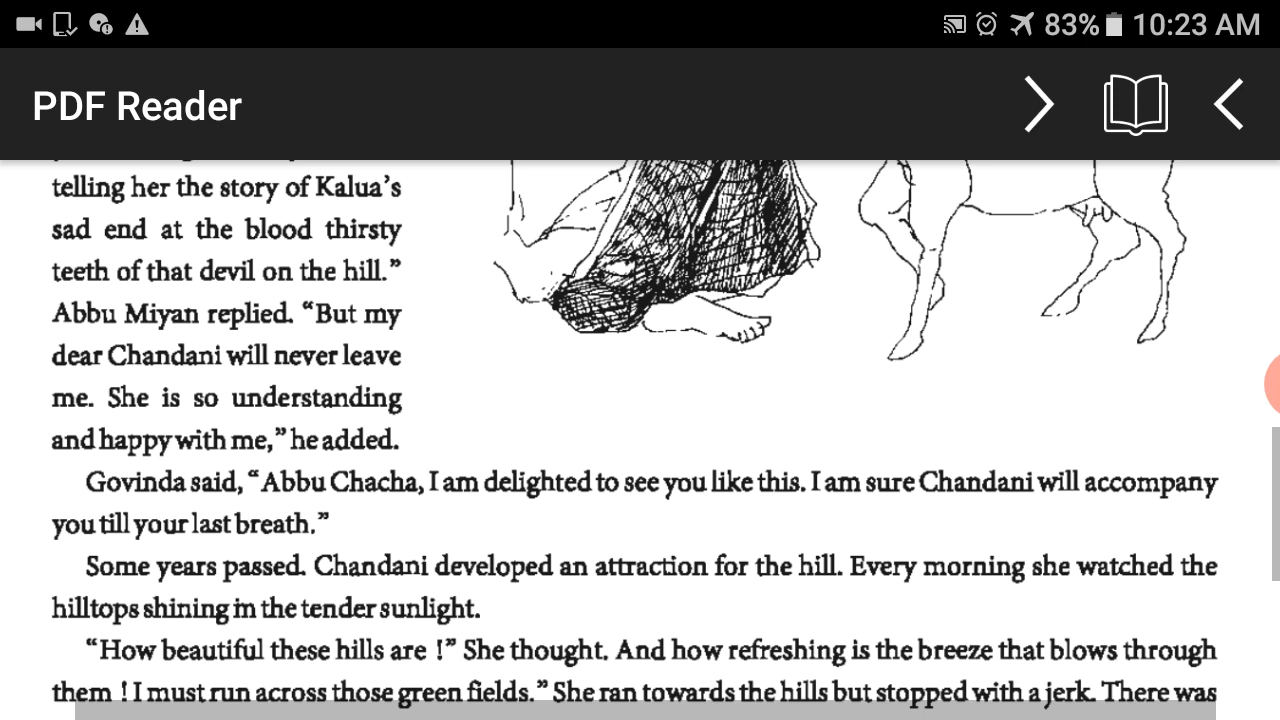 83% 10:23 AM
PDF Reader
telling her the story of Kalua's
sad end at the blood thirsty
teeth of that devil on the hill."
Abbu Miyan replied. "But my
dear Chandani will never leave
me. She is so understanding
and happy with me," he added.
Govinda said, "Abbu Chacha, I am delighted to see you like this. I am sure Chandani will accompany
you till your last breath."
Some years passed. Chandani developed an attraction for the hill. Every morning she watched the
hilltops shining in the tender sunlight.
"How beautiful these hills are !" She thought. And how refreshing is the breeze that blows through
them ! I must run across those green fields." She ran towards the hills but stopped with a jerk. There was